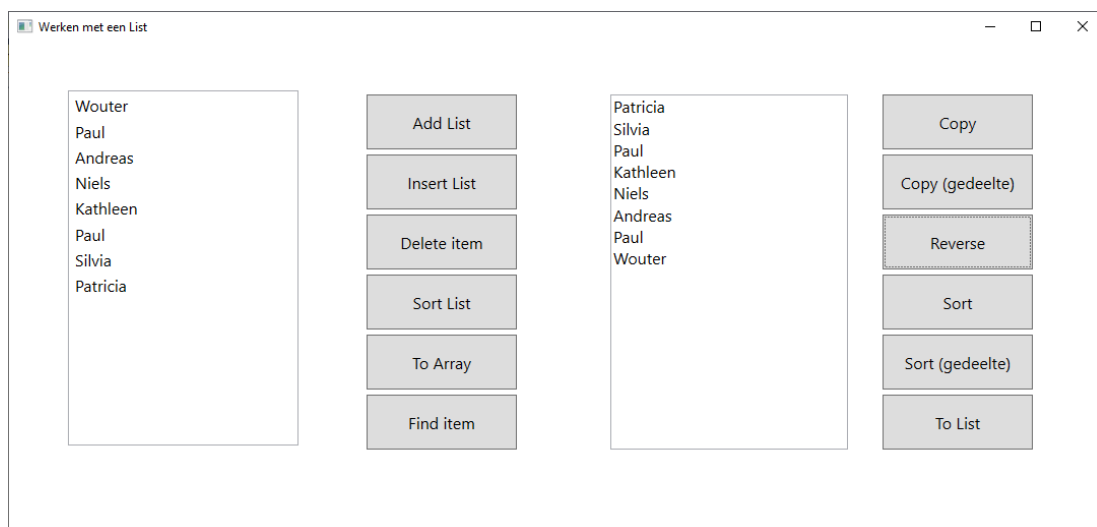 Werken met een List
Wouter
Paul
Andreas
Niels
Kathleen
Paul
Silvia
Patricia
Add List
Insert List
Delete item
Sort List
To Array
Find item
Patricia
Silvia
Paul
Kathleen
Niels
Andreas
Paul
Wouter
Copy
Copy (gedeelte)
Reverse
Sort
Sort (gedeelte)
To List